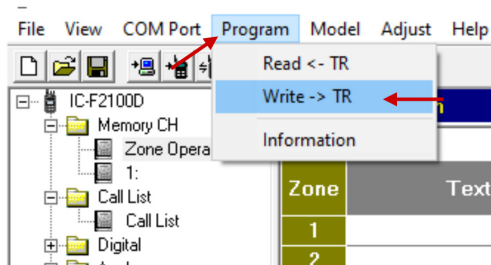 File View COM Port Program Model Adjust Help
Read <- TR
Write -> TR
Information
IC-F2100D
Memory CH
Zone Opera
1:
Call List
Call List
Digital
Zone Text
1
2